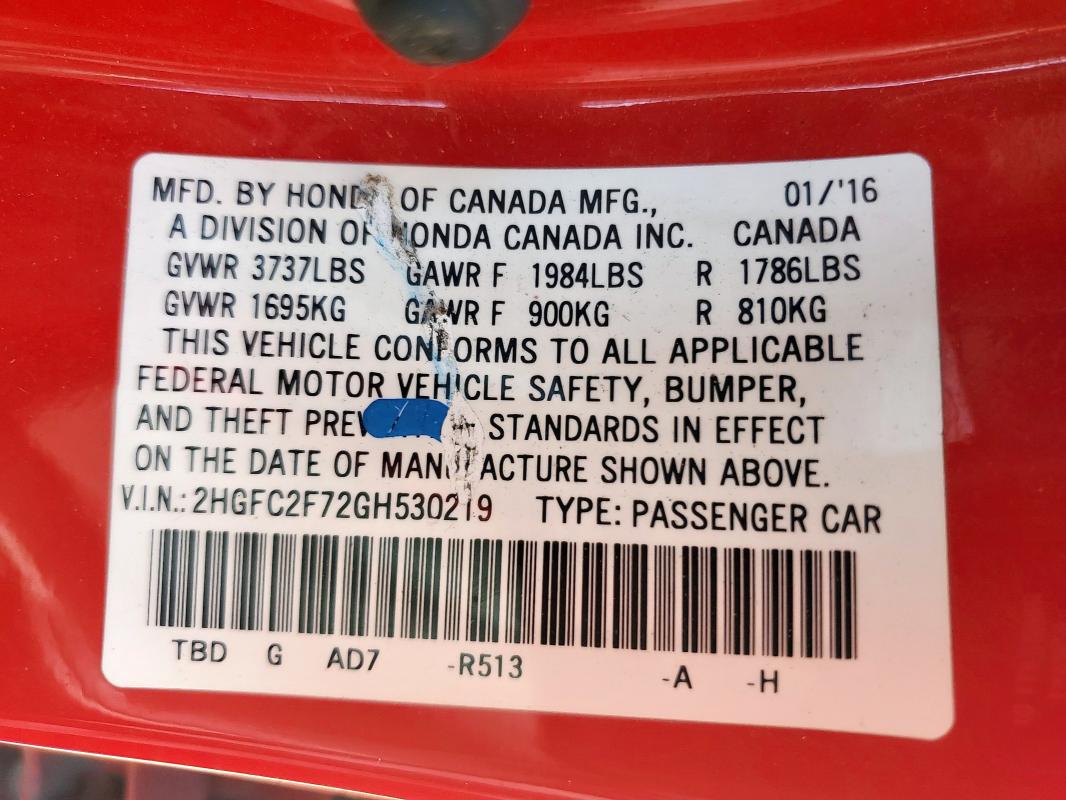 MFD. BY HONDA OF CANADA MFG., 01/'16
A DIVISION OF HONDA CANADA INC. CANADA
GVWR 3737LBS GAWR F 1984LBS R 1786LBS
GVWR 1695KG GAWR F 900KG R 810KG
THIS VEHICLE CONFORMS TO ALL APPLICABLE
FEDERAL MOTOR VEHICLE SAFETY, BUMPER,
AND THEFT STANDARDS IN EFFECT
ON THE DATE OF MANUFACTURE SHOWN ABOVE.
V.I.N.: 2HGFC2F72GH530219 TYPE: PASSENGER CAR
TBD G AD7 -R513 -A -H